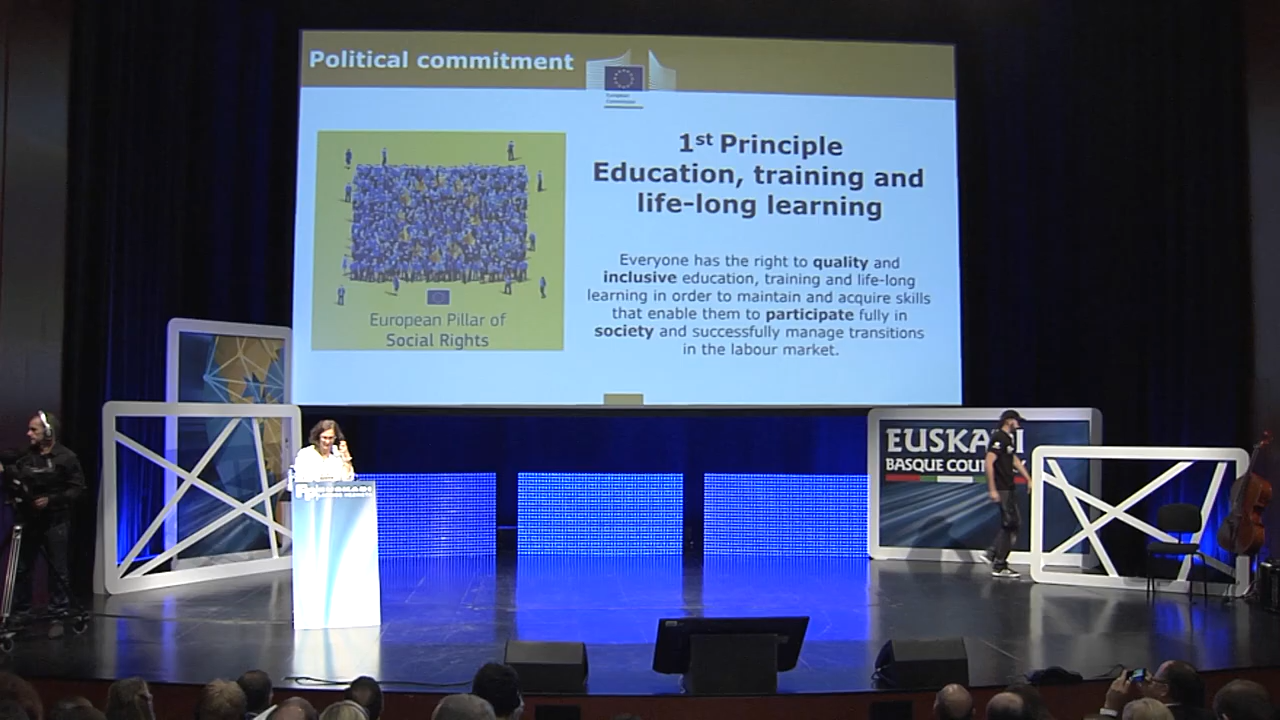 Political commitment
European
Commission
1st Principle
Education, training and
life-long learning
Everyone has the right to quality and
inclusive education, training and life-long
learning in order to maintain and acquire skills
that enable them to participate fully in
society and successfully manage transitions
in the labour market.
European Pillar of
Social Rights
BASQUE